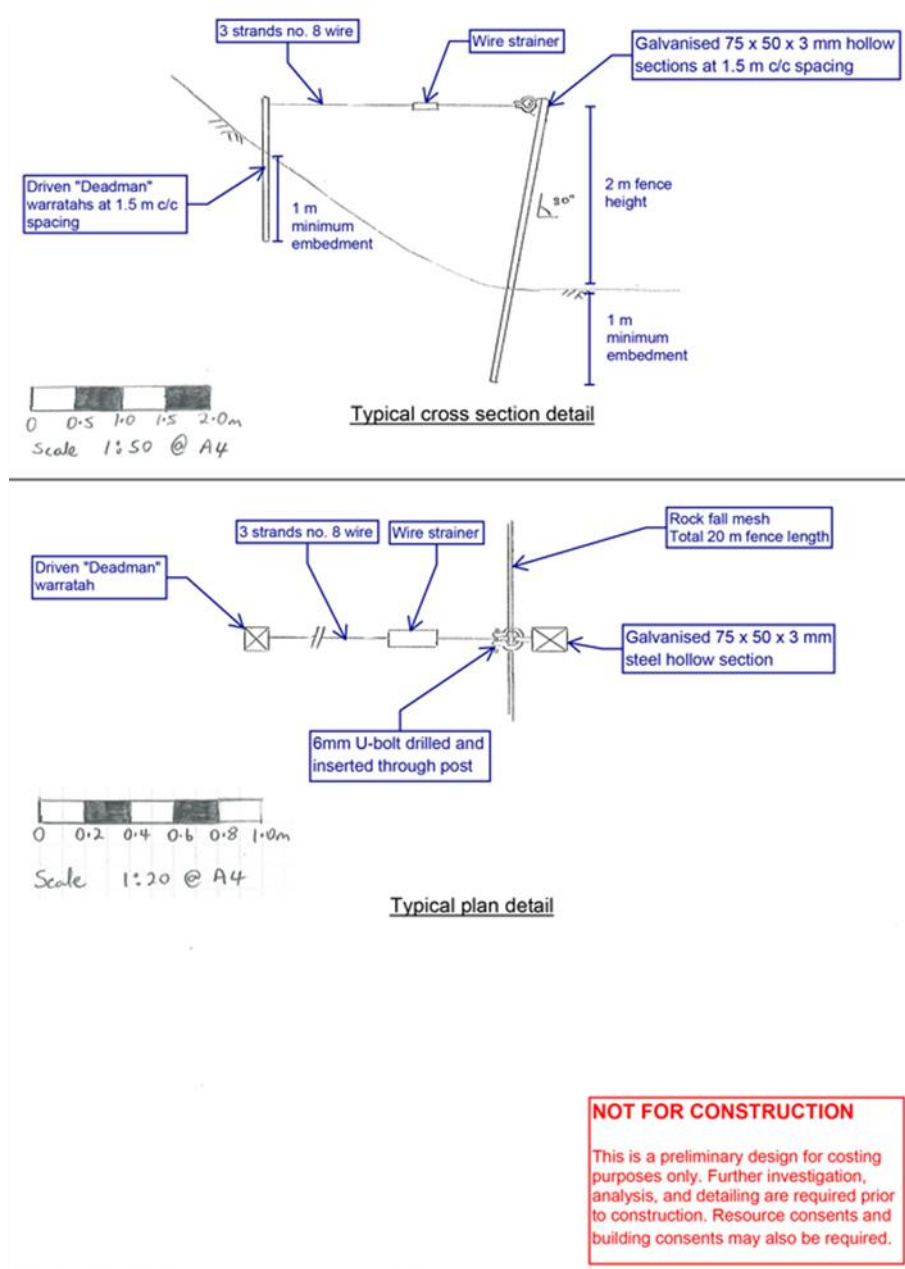 3 strands no. 8 wire
Wire strainer
Galvanised 75 x 50 x 3 mm hollow
sections at 1.5 m c/c spacing
Driven "Deadman"
warratahs at 1.5 m c/c
spacing
1 m
minimum
embedment
80°
2 m fence
height
1 m
minimum
embedment
0 0.5 1.0 1.5 2.0m
Scale 1:50 @ A4
Typical cross section detail
3 strands no. 8 wire
Wire strainer
Rock fall mesh
Total 20 m fence length
Driven "Deadman"
warratah
Galvanised 75 x 50 x 3 mm
steel hollow section
6mm U-bolt drilled and
inserted through post
0 0.2 0.4 0.6 0.8 1.0m
Scale 1:20 @ A4
Typical plan detail
NOT FOR CONSTRUCTION
This is a preliminary design for costing
purposes only. Further investigation,
analysis, and detailing are required prior
to construction. Resource consents and
building consents may also be required.